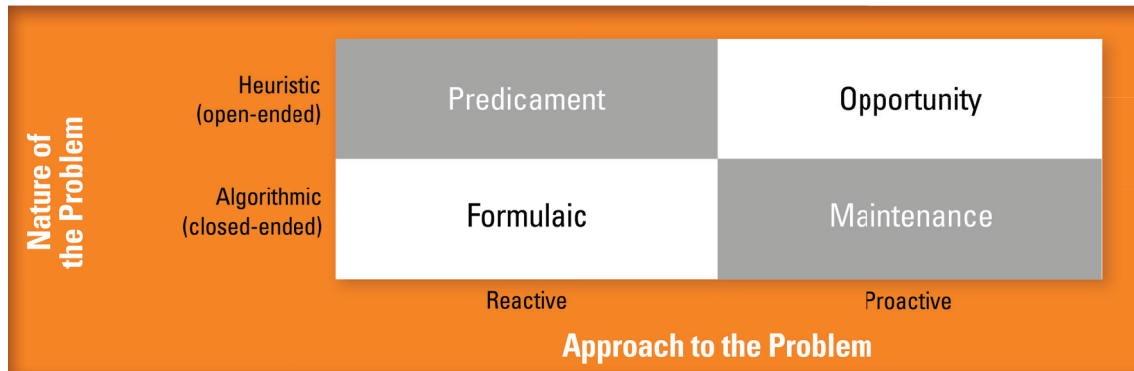 Nature of
the Problem
Heuristic
(open-ended)
Predicament
Opportunity
Algorithmic
(closed-ended)
Formulaic
Maintenance
Reactive
Proactive
Approach to the Problem